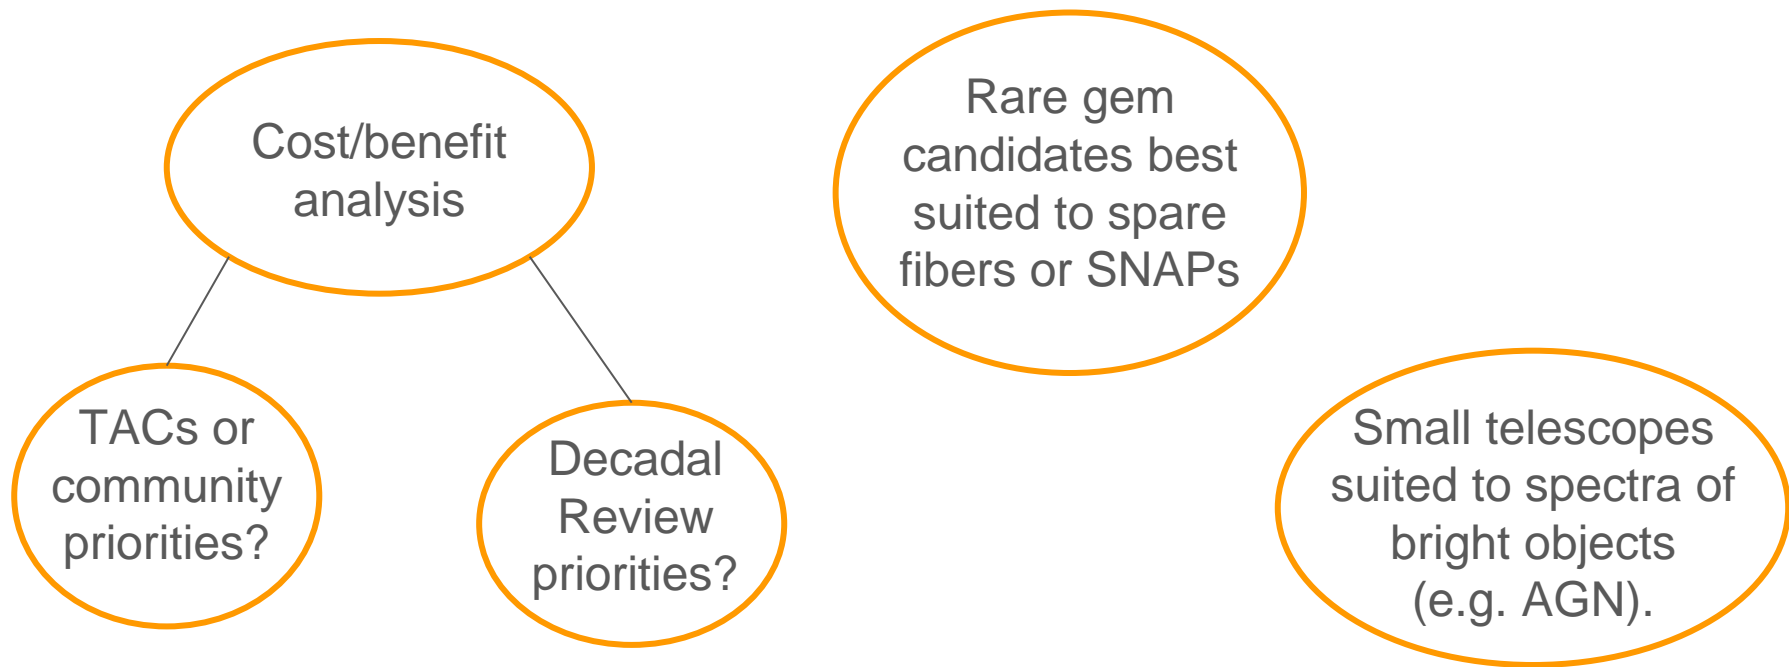 Cost/benefit
analysis
Rare gem
candidates best
suited to spare
fibers or SNAPs
TACs or
community
priorities?
Decadal
Review
priorities?
Small telescopes
suited to spectra of
bright objects
(e.g. AGN).